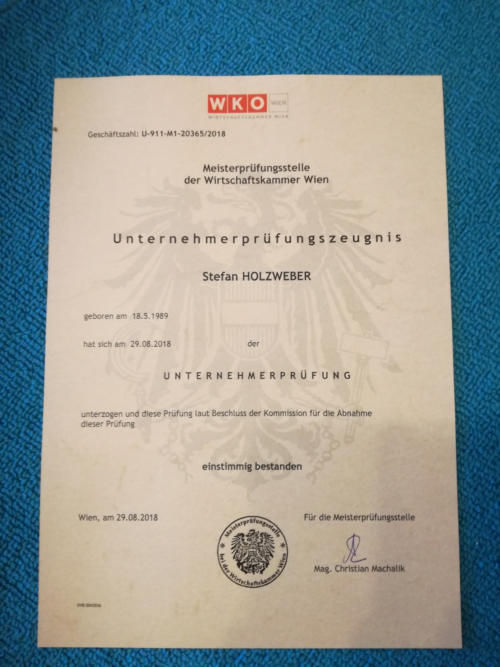 WKO WIEN
WIRTSCHAFTSKAMMER WIEN
Geschäftszahl: U-911-M1-20365/2018
Meisterprüfungsstelle
der Wirtschaftskammer Wien
Unternehmerprüfungszeugnis
Stefan HOLZWEBER
geboren am 18.5.1989
hat sich am 29.08.2018 der
UNTERNEHMERPRÜFUNG
unterzogen und diese Prüfung laut Beschluss der Kommission für die Abnahme
dieser Prüfung
einstimmig bestanden
Wien, am 29.08.2018 Für die Meisterprüfungsstelle
Meisterprüfungsstelle
bei der Wirtschaftskammer Wien
Mag. Christian Machalik